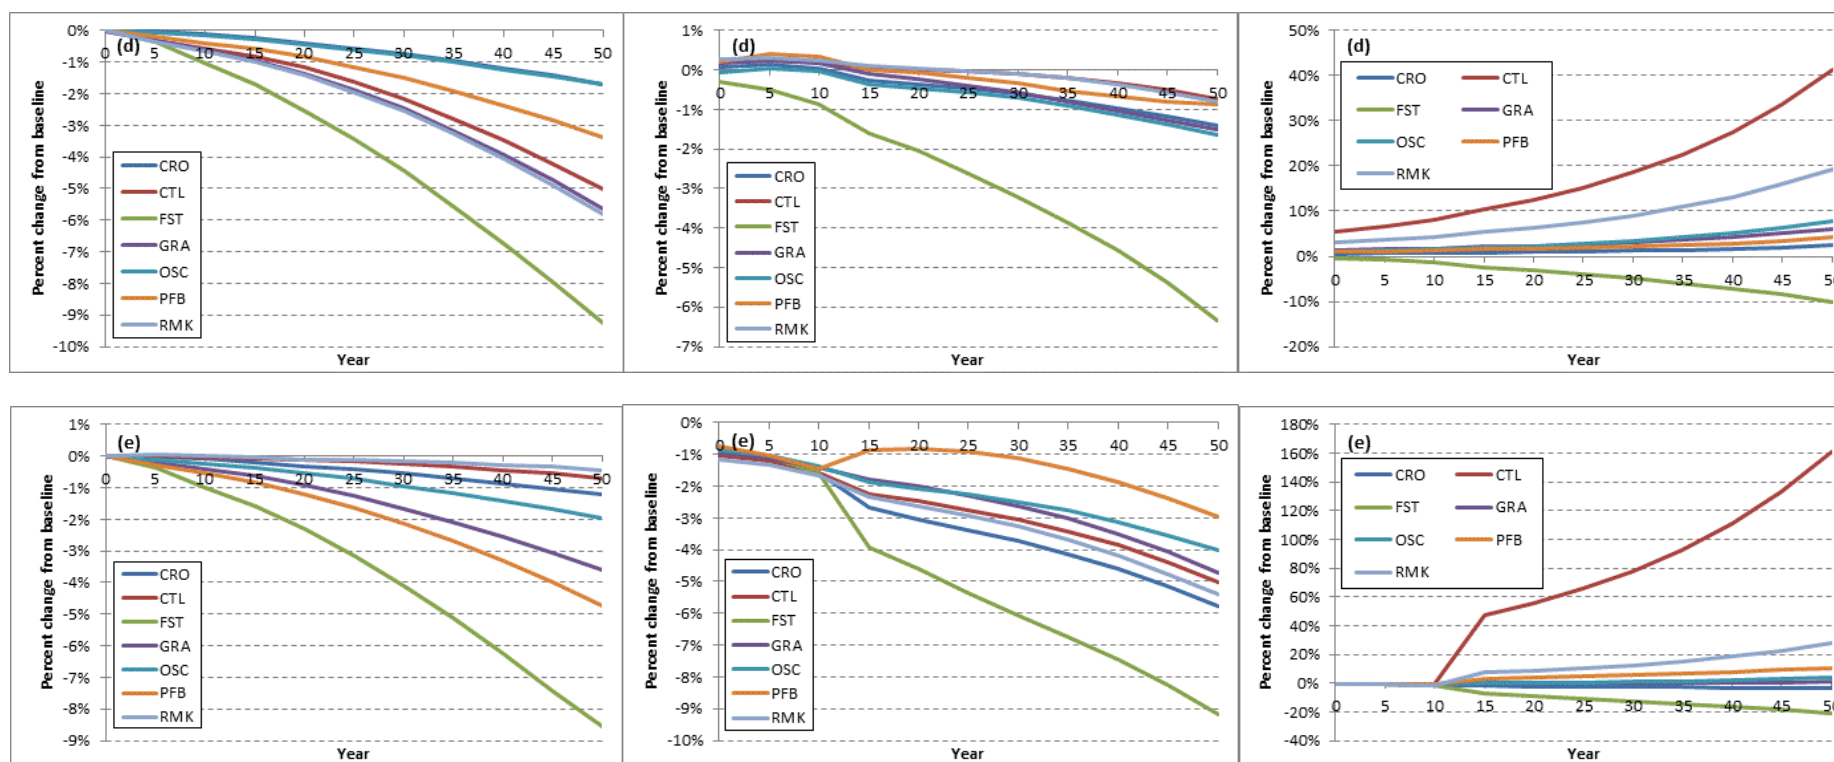 0%
-1%
-2%
-3%
-4%
-5%
-6%
-7%
-8%
-9%
-10%
Percent change from baseline
(d)
0 5 10 15 20 25 30 35 40 45 50
CRO
CTL
FST
GRA
OSC
PFB
RMK
Year
1%
0%
-1%
-2%
-3%
-4%
-5%
-6%
-7%
Percent change from baseline
(d)
0 5 10 15 20 25 30 35 40 45 50
CRO
CTL
FST
GRA
OSC
PFB
RMK
Year
50%
40%
30%
20%
10%
0%
-10%
-20%
Percent change from baseline
(d)
CRO CTL
FST GRA
OSC PFB
RMK
0 5 10 15 20 25 30 35 40 45 50
Year
1%
0%
-1%
-2%
-3%
-4%
-5%
-6%
-7%
-8%
-9%
Percent change from baseline
(e)
0 5 10 15 20 25 30 35 40 45 50
CRO
CTL
FST
GRA
OSC
PFB
RMK
Year
0%
-1%
-2%
-3%
-4%
-5%
-6%
-7%
-8%
-9%
-10%
Percent change from baseline
(e)
0 5 10 15 20 25 30 35 40 45 50
CRO
CTL
FST
GRA
OSC
PFB
RMK
Year
180%
160%
140%
120%
100%
80%
60%
40%
20%
0%
-20%
-40%
Percent change from baseline
(e)
CRO CTL
FST GRA
OSC PFB
RMK
0 5 10 15 20 25 30 35 40 45 50
Year